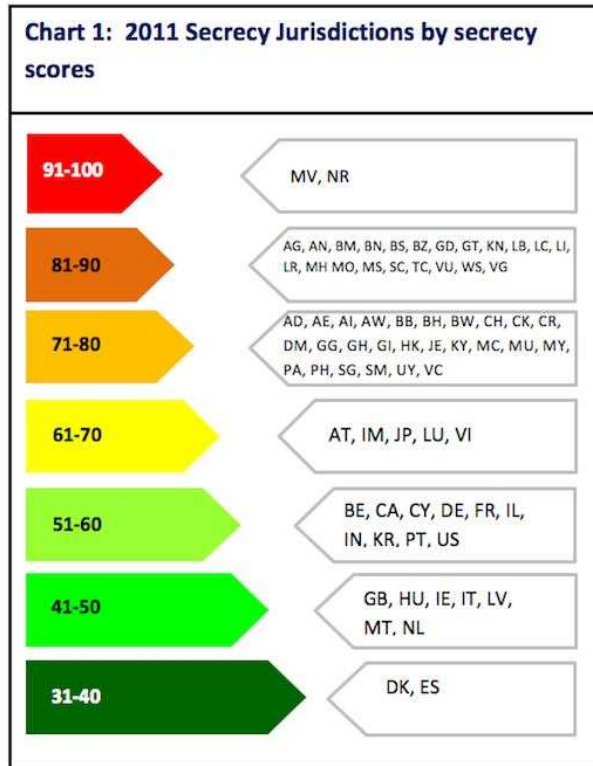 Chart 1: 2011 Secrecy Jurisdictions by secrecy
scores
91-100
MV, NR
81-90
AG, AN, BM, BN, BS, BZ, GD, GT, KN, LB, LC, LI,
LR, MH MO, MS, SC, TC, VU, WS, VG
71-80
AD, AE, AI, AW, BB, BH, BW, CH, CK, CR,
DM, GG, GH, GI, HK, JE, KY, MC, MU, MY,
PA, PH, SG, SM, UY, VC
61-70
AT, IM, JP, LU, VI
51-60
BE, CA, CY, DE, FR, IL,
IN, KR, PT, US
41-50
GB, HU, IE, IT, LV,
MT, NL
31-40
DK, ES